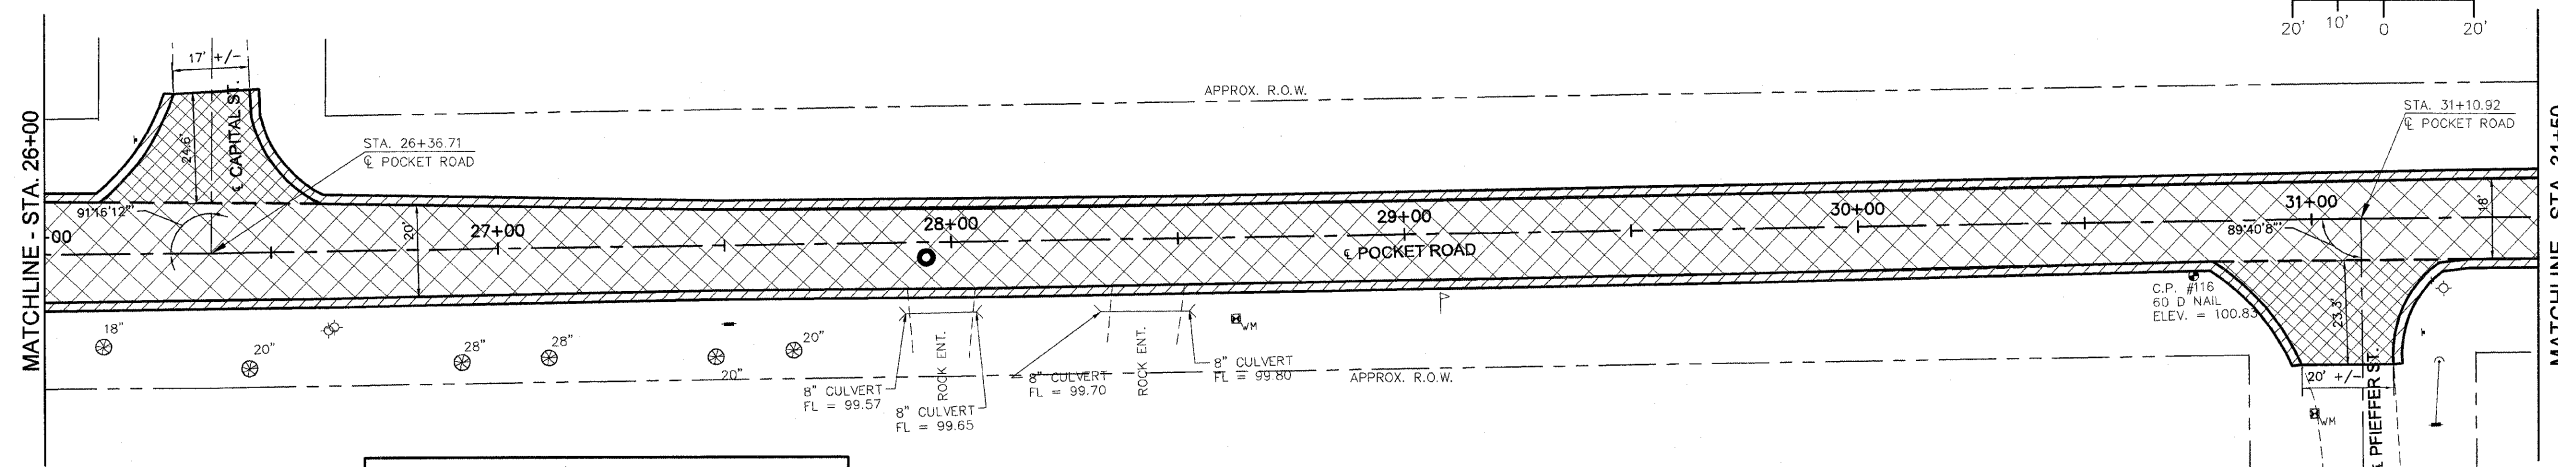 20' 10' 0 20'
17' +/-
APPROX. R.O.W.
MATCHLINE - STA. 26+00
24.6'
℄ CAPITAL ST.
STA. 26+36.71
℄ POCKET ROAD
STA. 31+10.92
℄ POCKET ROAD
91°16'12"
+00
20'
27+00
28+00
29+00
30+00
31+00
18'
℄ POCKET ROAD
89°40'8"
C.P. #116
60 D NAIL
ELEV. = 100.83
23.3'
18"
20"
28"
28"
20"
20"
WM
ROCK ENT.
ROCK ENT.
8" CULVERT
FL = 99.57
8" CULVERT
FL = 99.65
8" CULVERT
FL = 99.70
8" CULVERT
FL = 99.80
APPROX. R.O.W.
20' +/-
℄ PFIEFFER ST.
WM
MATCHLINE - STA. 31+50